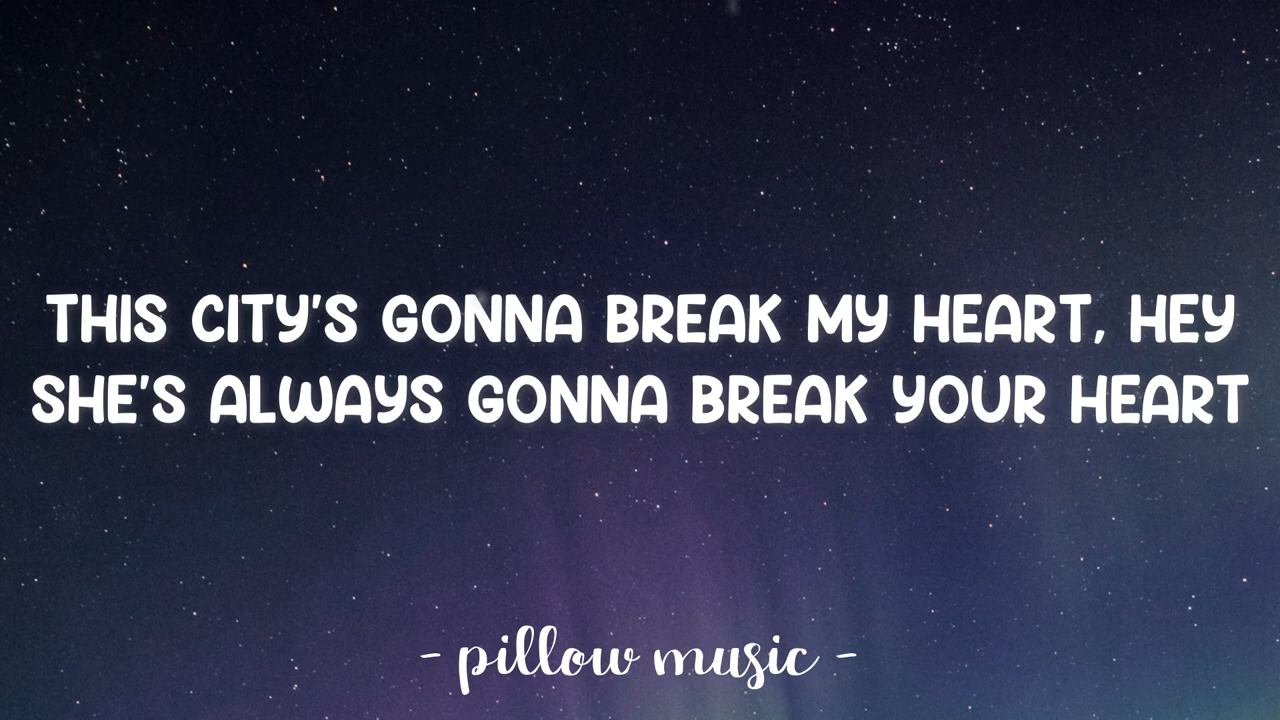 THIS CITY'S GONNA BREAK MY HEART, HEY
SHE'S ALWAYS GONNA BREAK YOUR HEART
- pillow music -